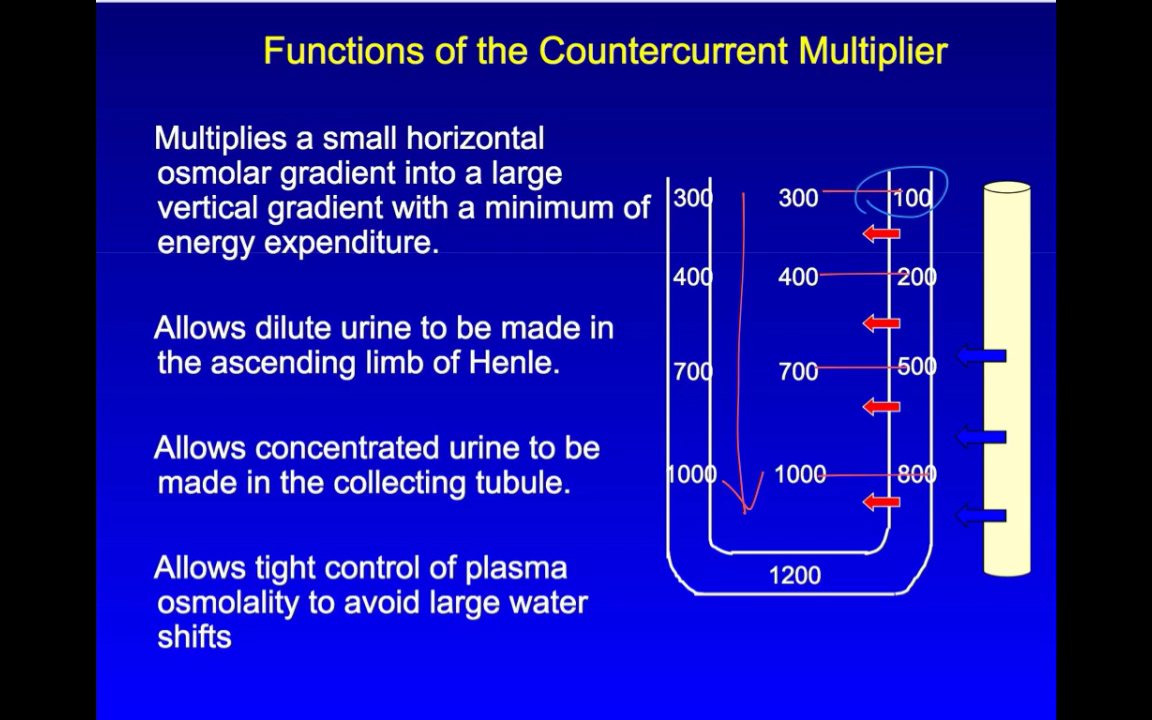 Functions of the Countercurrent Multiplier
Multiplies a small horizontal
osmolar gradient into a large
vertical gradient with a minimum of
energy expenditure.
Allows dilute urine to be made in
the ascending limb of Henle.
Allows concentrated urine to be
made in the collecting tubule.
Allows tight control of plasma
osmolality to avoid large water
shifts
300 300 100
400 400 200
700 700 500
1000 1000 800
1200